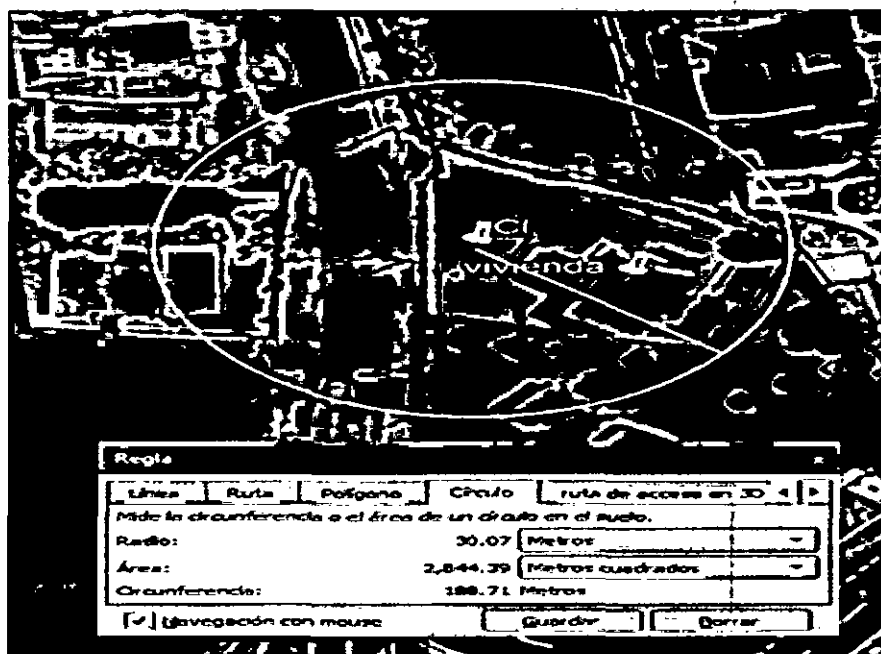 CI
vivienda
Regla
Línea Ruta Polígono Círculo ruta de acceso en 3D
Mide la circunferencia o el área de un círculo en el suelo.
Radio: 30.07 Metros
Área: 2,844.39 Metros cuadrados
Circunferencia: 188.71 Metros
Navegación con mouse Guardar Borrar